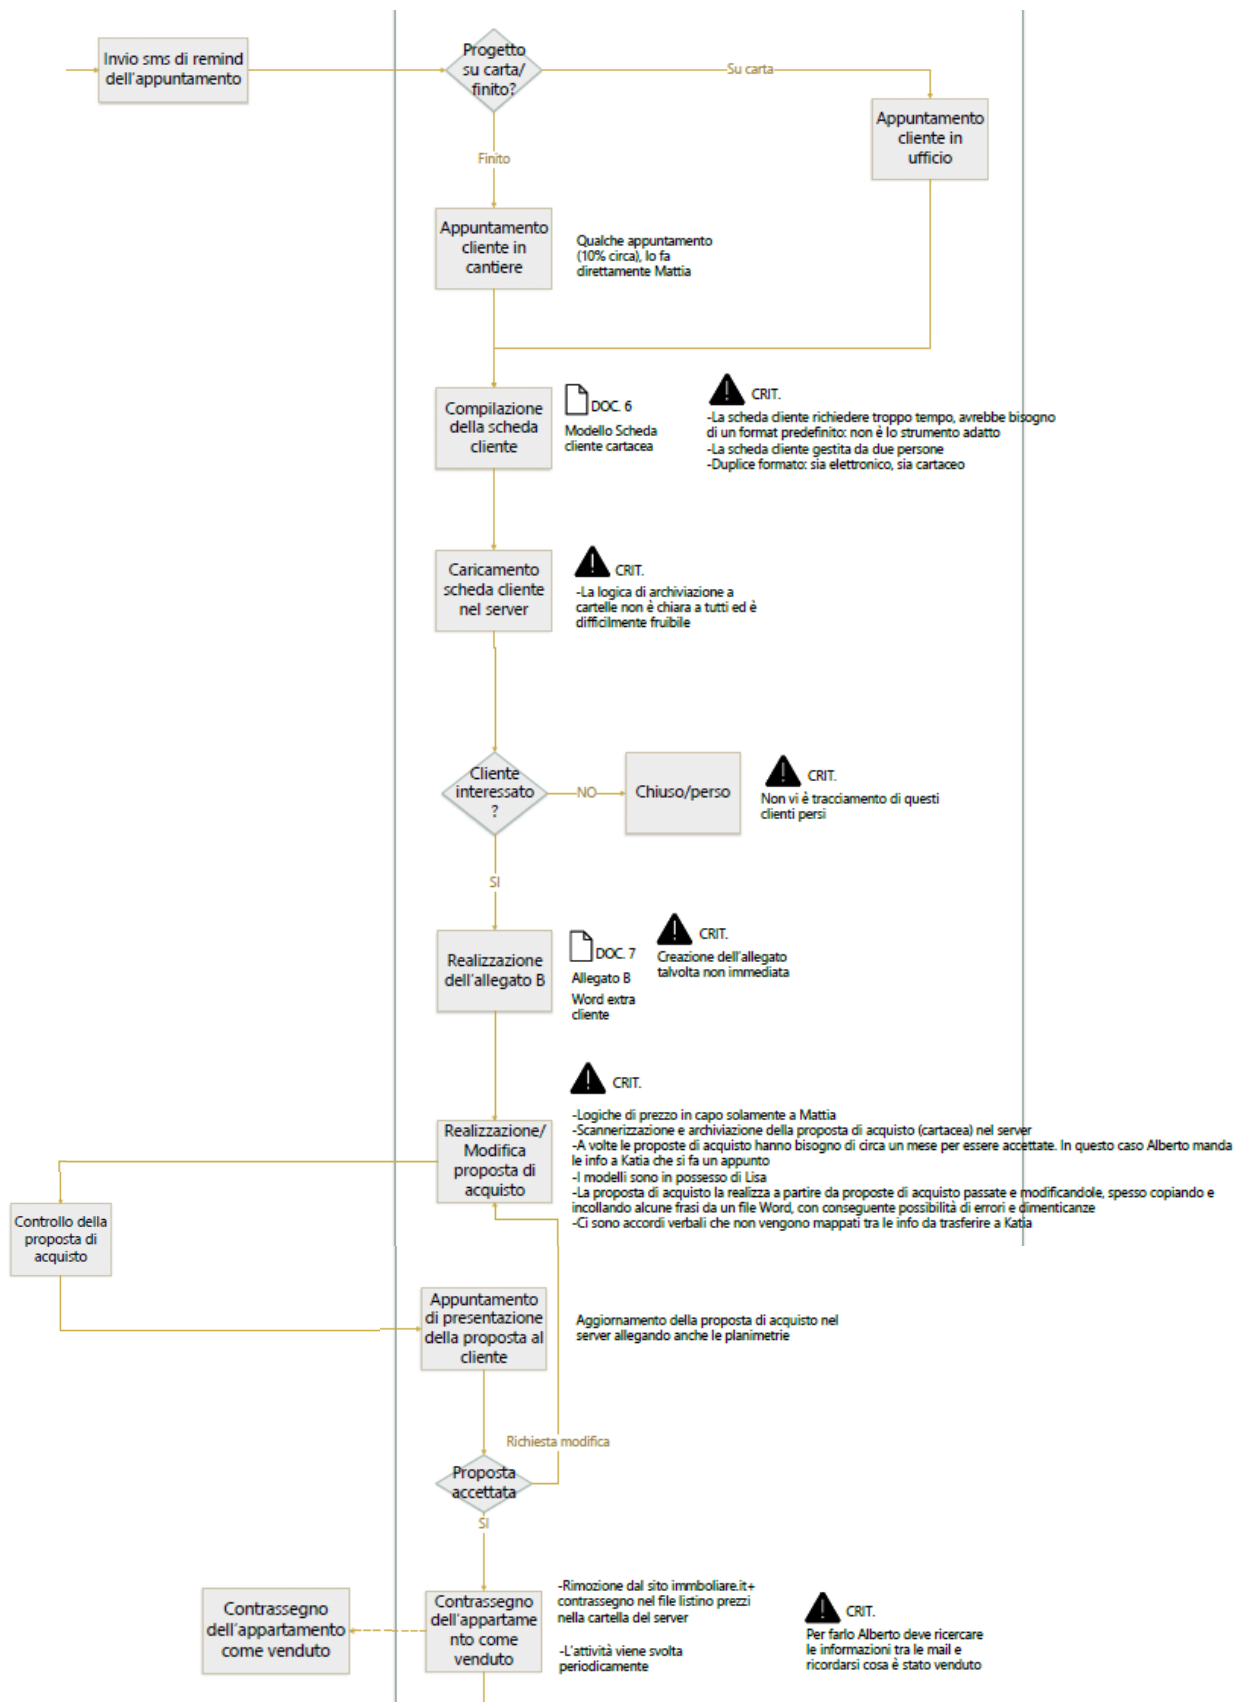 Invio sms di remind
dell'appuntamento
Progetto
su carta/
finito?
Su carta
Appuntamento
cliente in
ufficio
Finito
Appuntamento
cliente in
cantiere
Qualche appuntamento
(10% circa), lo fa
direttamente Mattia
Compilazione
della scheda
cliente
DOC. 6
Modello Scheda
cliente cartacea
CRIT.
-La scheda cliente richiedere troppo tempo, avrebbe bisogno
di un format predefinito: non è lo strumento adatto
-La scheda cliente gestita da due persone
-Duplice formato: sia elettronico, sia cartaceo
Caricamento
scheda cliente
nel server
CRIT.
-La logica di archiviazione a
cartelle non è chiara a tutti ed è
difficilmente fruibile
Cliente
interessato
?
NO
Chiuso/perso
CRIT.
Non vi è tracciamento di questi
clienti persi
SI
Realizzazione
dell'allegato B
DOC. 7
Allegato B
Word extra
cliente
CRIT.
Creazione dell'allegato
talvolta non immediata
CRIT.
-Logiche di prezzo in capo solamente a Mattia
-Scannerizzazione e archiviazione della proposta di acquisto (cartacea) nel server
-A volte le proposte di acquisto hanno bisogno di circa un mese per essere accettate. In questo caso Alberto manda
le info a Katia che si fa un appunto
-I modelli sono in possesso di Lisa
-La proposta di acquisto la realizza a partire da proposte di acquisto passate e modificandole, spesso copiando e
incollando alcune frasi da un file Word, con conseguente possibilità di errori e dimenticanze
-Ci sono accordi verbali che non vengono mappati tra le info da trasferire a Katia
Realizzazione/
Modifica
proposta di
acquisto
Controllo della
proposta di
acquisto
Appuntamento
di presentazione
della proposta al
cliente
Aggiornamento della proposta di acquisto nel
server allegando anche le planimetrie
Richiesta modifica
Proposta
accettata
SI
Contrassegno
dell'appartamento
come venduto
Contrassegno
dell'appartame
nto come
venduto
-Rimozione dal sito immboliare.it+
contrassegno nel file listino prezzi
nella cartella del server
-L'attività viene svolta
periodicamente
CRIT.
Per farlo Alberto deve ricercare
le informazioni tra le mail e
ricordarsi cosa è stato venduto